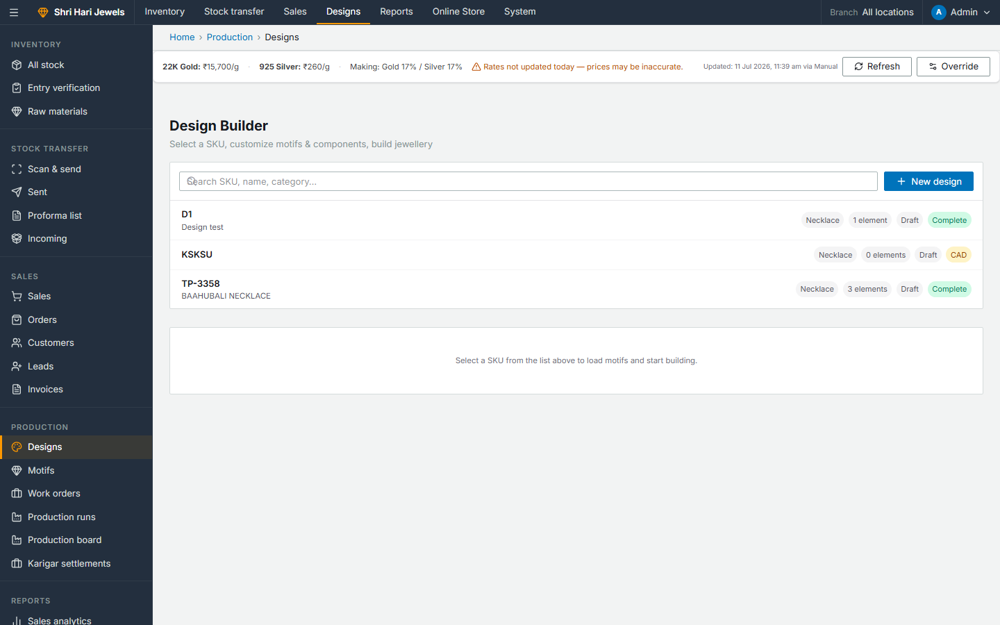 Shri Hari Jewels
Inventory
Stock transfer
Sales
Designs
Reports
Online Store
System
Branch All locations
A Admin
INVENTORY
All stock
Entry verification
Raw materials
STOCK TRANSFER
Scan & send
Sent
Proforma list
Incoming
SALES
Sales
Orders
Customers
Leads
Invoices
PRODUCTION
Designs
Motifs
Work orders
Production runs
Production board
Karigar settlements
REPORTS
Sales analytics
Home › Production › Designs
22K Gold: ₹15,700/g · 925 Silver: ₹260/g · Making: Gold 17% / Silver 17% Rates not updated today — prices may be inaccurate. Updated: 11 Jul 2026, 11:39 am via Manual Refresh Override
Design Builder
Select a SKU, customize motifs & components, build jewellery
Search SKU, name, category...
New design
D1
Design test
Necklace 1 element Draft Complete
KSKSU
Necklace 0 elements Draft CAD
TP-3358
BAAHUBALI NECKLACE
Necklace 3 elements Draft Complete
Select a SKU from the list above to load motifs and start building.